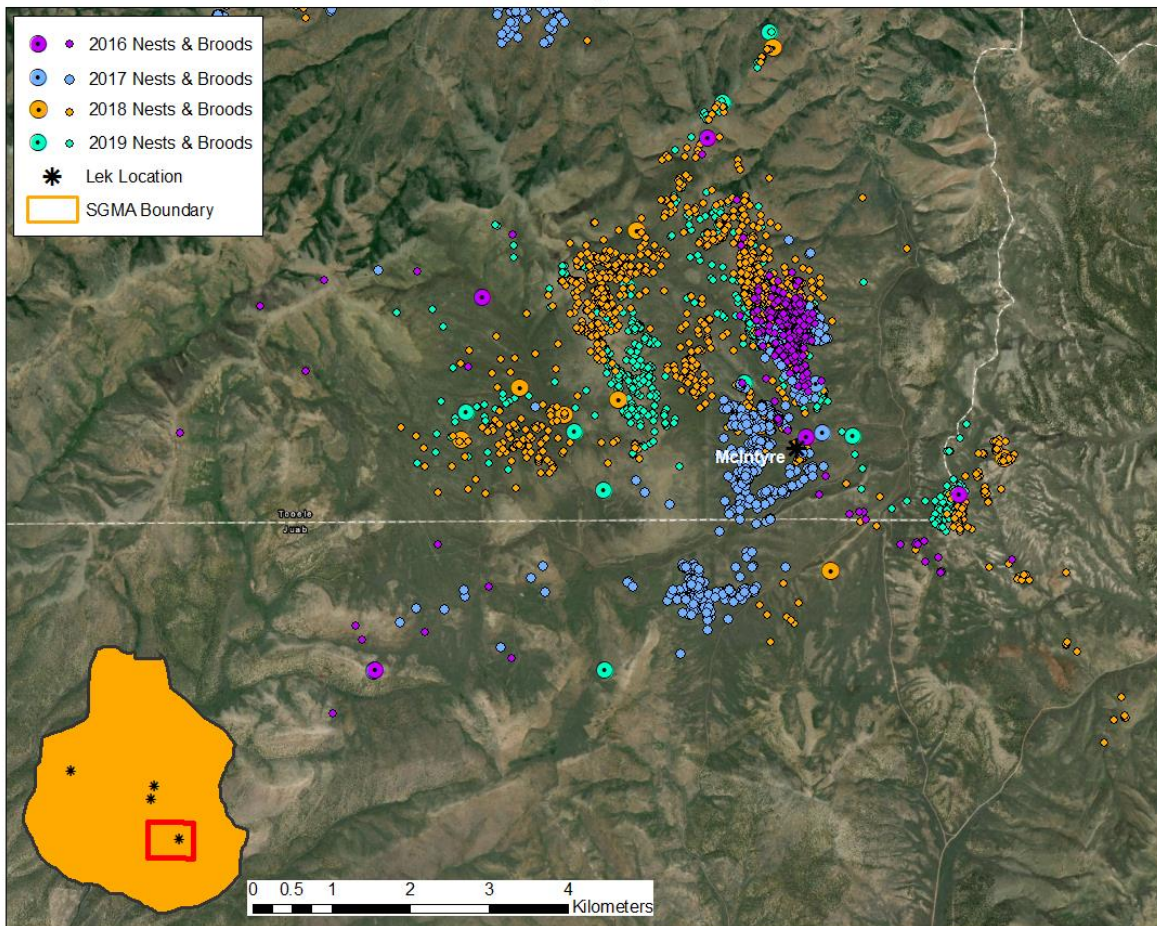 2016 Nests & Broods
2017 Nests & Broods
2018 Nests & Broods
2019 Nests & Broods
Lek Location
SGMA Boundary
McIntyre
Tooele
Juab
0 0.5 1 2 3 4
Kilometers